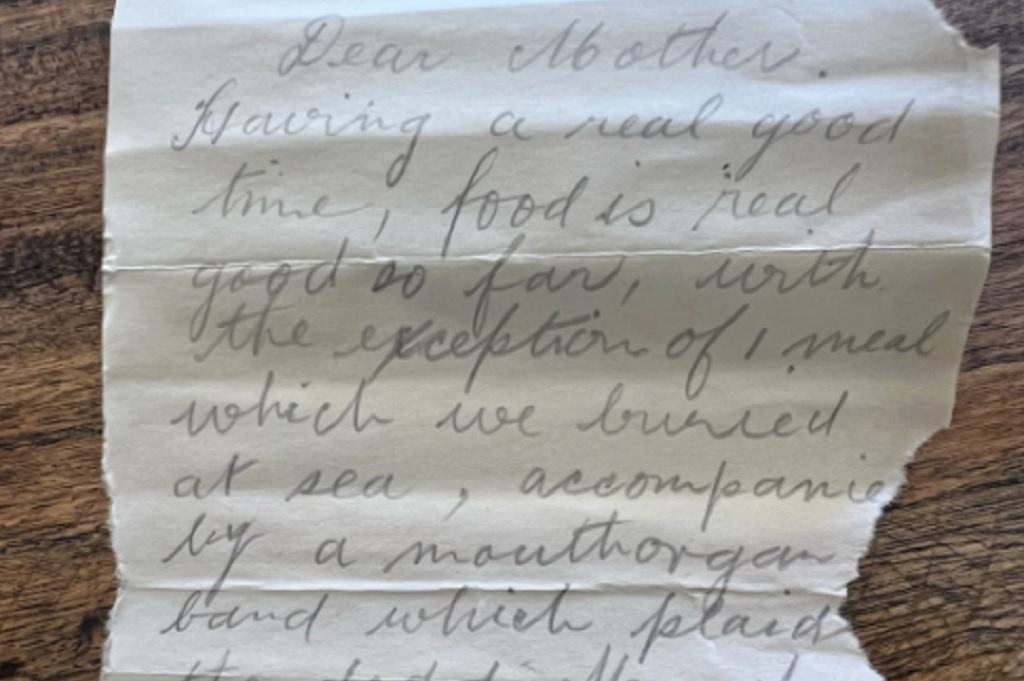 Dear Mother.
Having a real good
time, food is real
good so far, with
the exception of 1 meal
which we buried
at sea, accompanie
by a mouthorgan
band which plaid
the